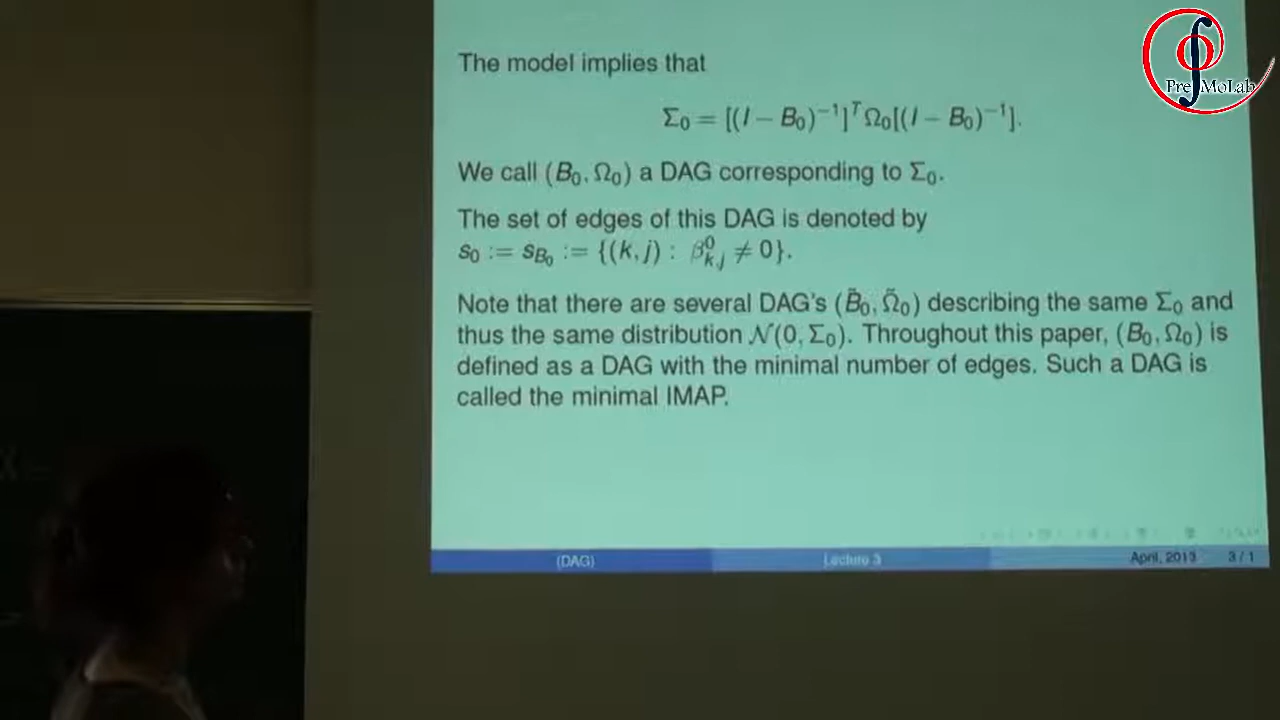 PreMoLab
The model implies that
Σ₀ = [(I − B₀)⁻¹]ᵀ Ω₀[(I − B₀)⁻¹].
We call (B₀, Ω₀) a DAG corresponding to Σ₀.
The set of edges of this DAG is denoted by
s₀ := s_{B₀} := {(k, j) : β⁰_{k,j} ≠ 0}.
Note that there are several DAG's (B̃₀, Ω̃₀) describing the same Σ₀ and
thus the same distribution 𝒩(0, Σ₀). Throughout this paper, (B₀, Ω₀) is
defined as a DAG with the minimal number of edges. Such a DAG is
called the minimal IMAP.
(DAG) Lecture 3 April, 2013 3 / 1